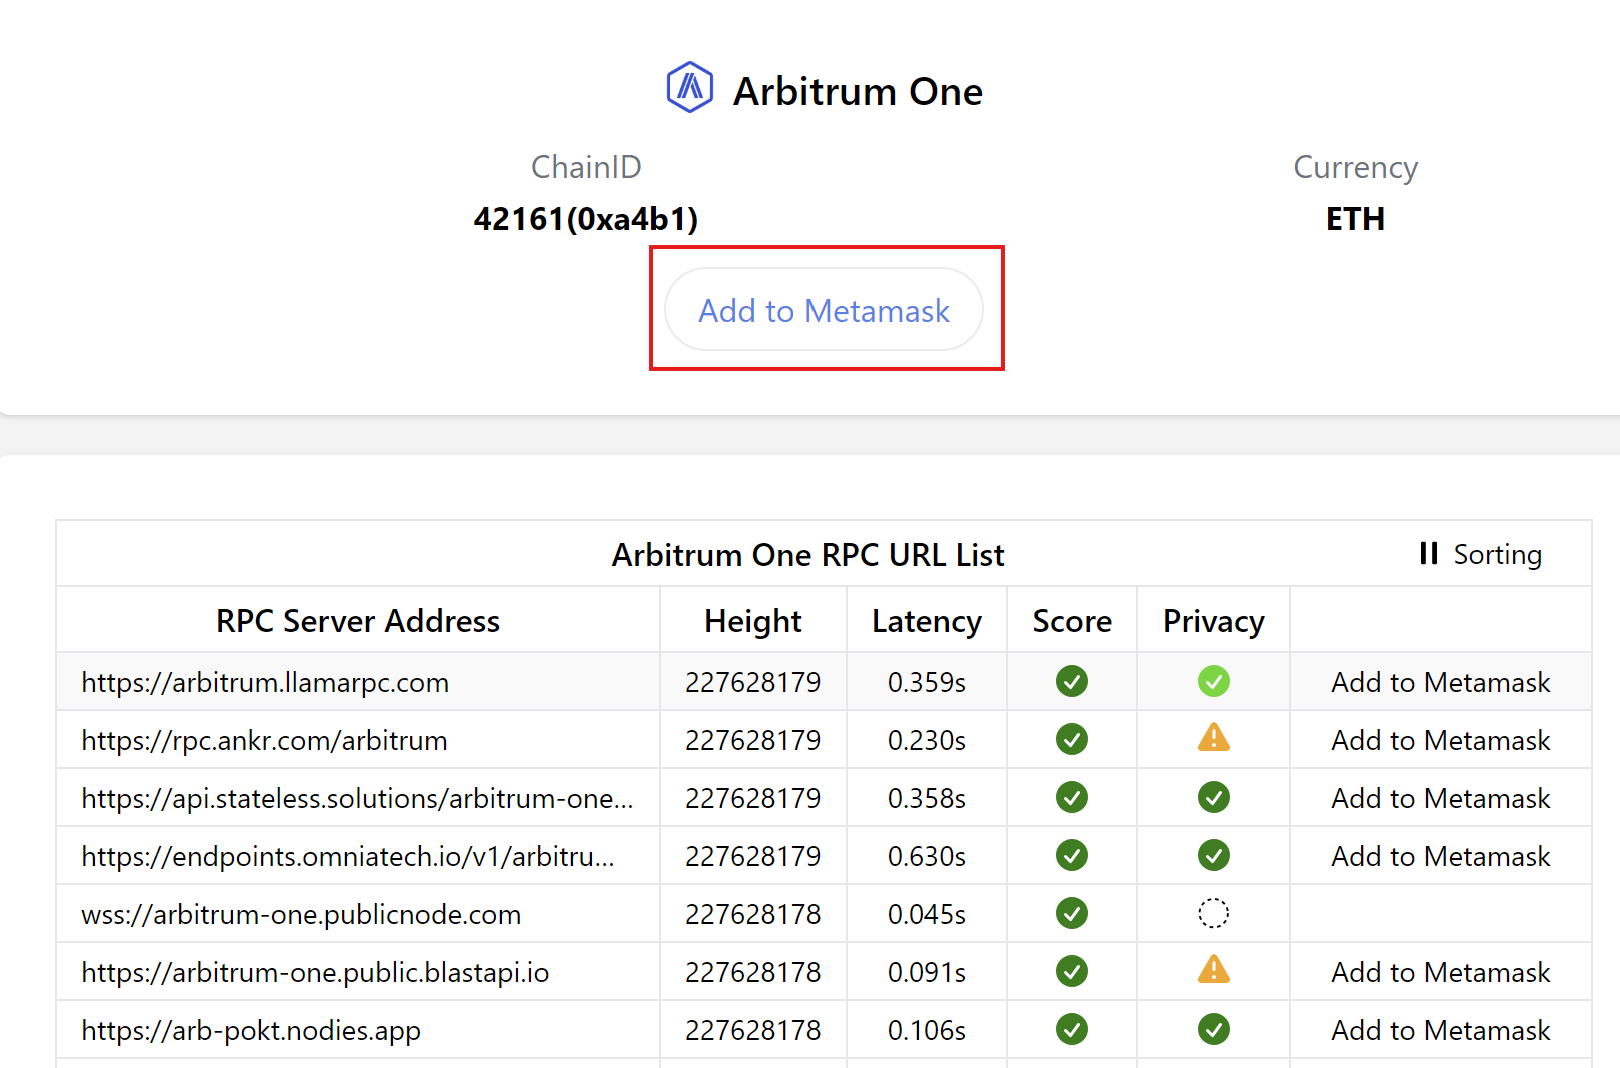 Arbitrum One
ChainID
Currency
42161(0xa4b1)
ETH
Add to Metamask
Arbitrum One RPC URL List
Sorting
RPC Server Address Height Latency Score Privacy
https://arbitrum.llamarpc.com 227628179 0.359s Add to Metamask
https://rpc.ankr.com/arbitrum 227628179 0.230s Add to Metamask
https://api.stateless.solutions/arbitrum-one... 227628179 0.358s Add to Metamask
https://endpoints.omniatech.io/v1/arbitru... 227628179 0.630s Add to Metamask
wss://arbitrum-one.publicnode.com 227628178 0.045s
https://arbitrum-one.public.blastapi.io 227628178 0.091s Add to Metamask
https://arb-pokt.nodies.app 227628178 0.106s Add to Metamask